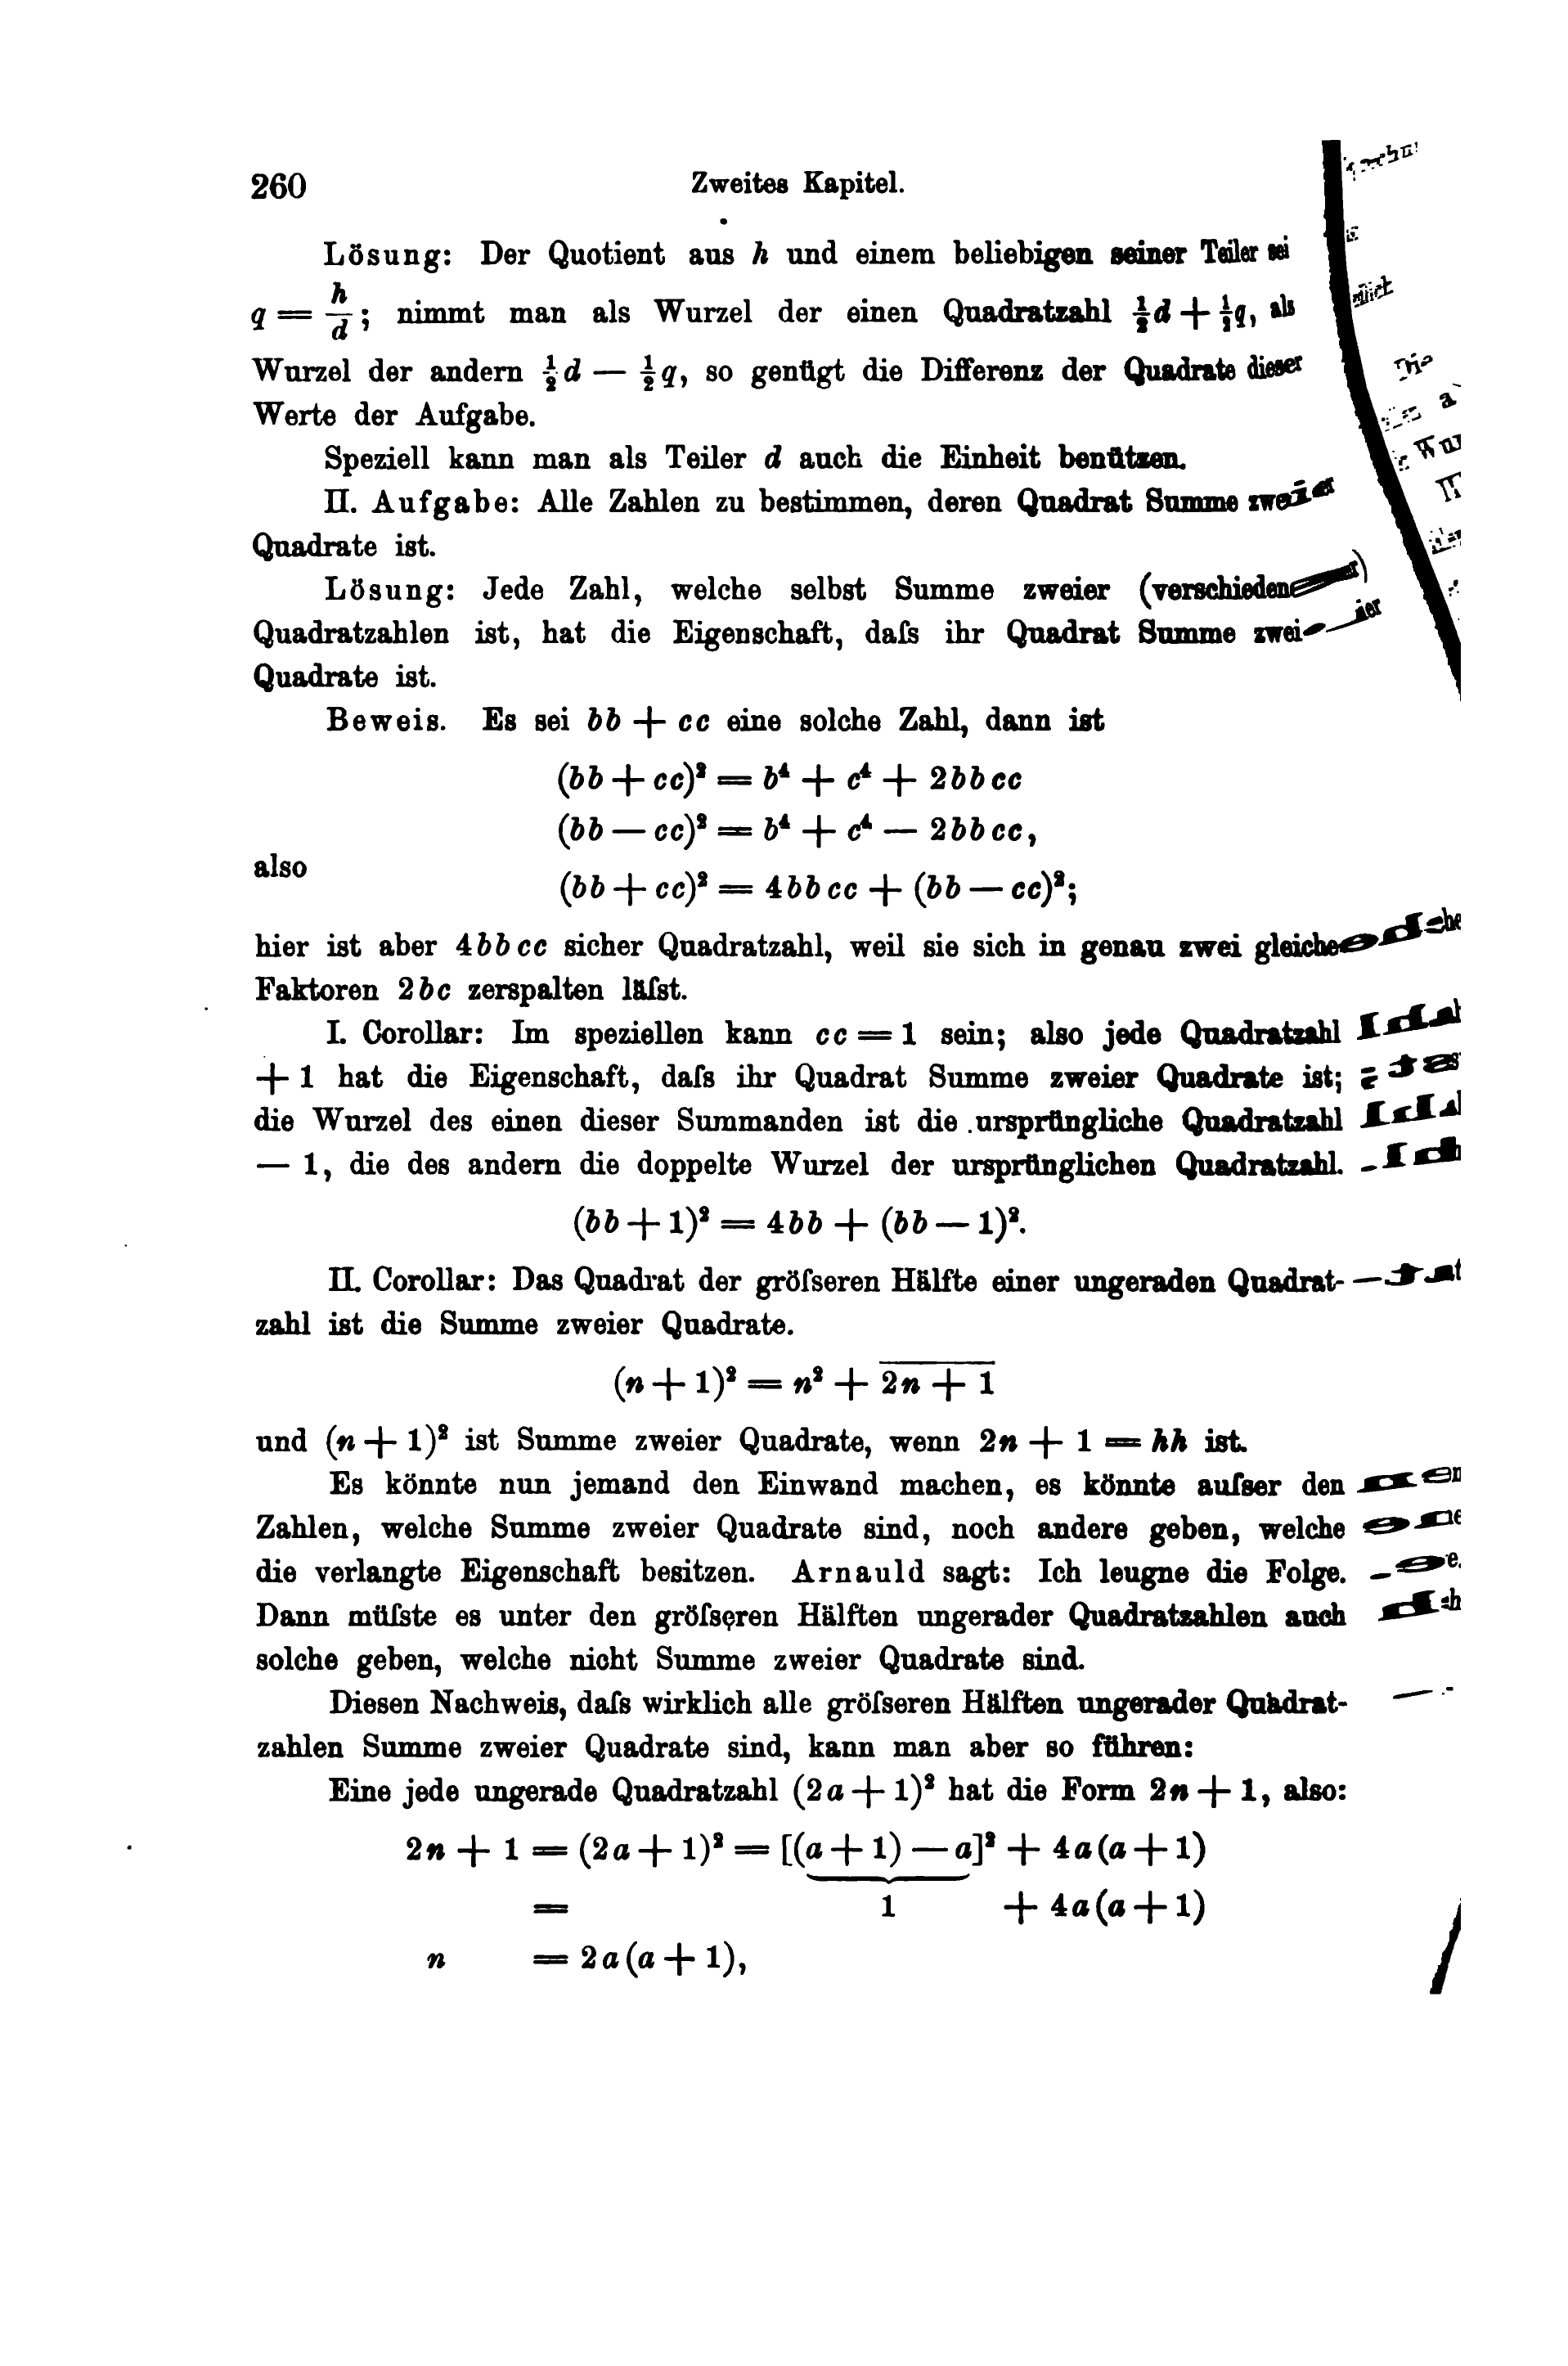 260 Zweites Kapitel.
Lösung: Der Quotient aus h und einem beliebigen seiner Teiler sei
q = h/d; nimmt man als Wurzel der einen Quadratzahl ½d + ½q, als
Wurzel der andern ½d — ½q, so genügt die Differenz der Quadrate dieser
Werte der Aufgabe.
Speziell kann man als Teiler d auch die Einheit benützen.
II. Aufgabe: Alle Zahlen zu bestimmen, deren Quadrat Summe zweier
Quadrate ist.
Lösung: Jede Zahl, welche selbst Summe zweier (verschiedener)
Quadratzahlen ist, hat die Eigenschaft, daſs ihr Quadrat Summe zweier
Quadrate ist.
Beweis. Es sei bb + cc eine solche Zahl, dann ist
(bb + cc)² = b⁴ + c⁴ + 2bbcc
(bb — cc)² = b⁴ + c⁴ — 2bbcc,
also
(bb + cc)² = 4bbcc + (bb — cc)²;
hier ist aber 4bbcc sicher Quadratzahl, weil sie sich in genau zwei gleiche
Faktoren 2bc zerspalten läſst.
I. Corollar: Im speziellen kann cc = 1 sein; also jede Quadratzahl
+ 1 hat die Eigenschaft, daſs ihr Quadrat Summe zweier Quadrate ist;
die Wurzel des einen dieser Summanden ist die ursprüngliche Quadratzahl
— 1, die des andern die doppelte Wurzel der ursprünglichen Quadratzahl.
(bb + 1)² = 4bb + (bb — 1)².
II. Corollar: Das Quadrat der gröſseren Hälfte einer ungeraden Quadrat-
zahl ist die Summe zweier Quadrate.
(n + 1)² = n² + 2n + 1
und (n + 1)² ist Summe zweier Quadrate, wenn 2n + 1 = hh ist.
Es könnte nun jemand den Einwand machen, es könnte auſser den
Zahlen, welche Summe zweier Quadrate sind, noch andere geben, welche
die verlangte Eigenschaft besitzen. Arnauld sagt: Ich leugne die Folge.
Dann müſste es unter den gröſseren Hälften ungerader Quadratzahlen auch
solche geben, welche nicht Summe zweier Quadrate sind.
Diesen Nachweis, daſs wirklich alle gröſseren Hälften ungerader Quadrat-
zahlen Summe zweier Quadrate sind, kann man aber so führen:
Eine jede ungerade Quadratzahl (2a + 1)² hat die Form 2n + 1, also:
2n + 1 = (2a + 1)² = [(a + 1) — a]² + 4a(a + 1)
= 1 + 4a(a + 1)
n = 2a(a + 1),